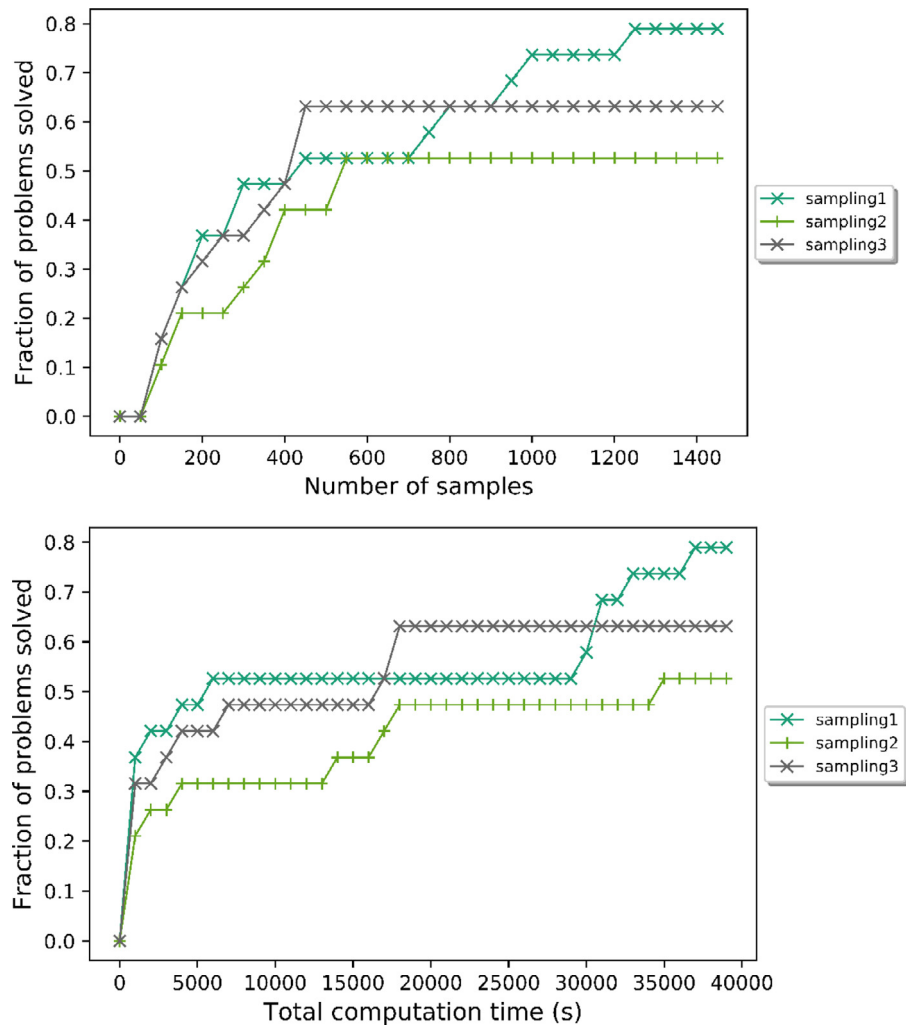 0.8
0.7
0.6
0.5
0.4
0.3
0.2
0.1
0.0
Fraction of problems solved
0 200 400 600 800 1000 1200 1400
Number of samples
sampling1
sampling2
sampling3
0.8
0.7
0.6
0.5
0.4
0.3
0.2
0.1
0.0
Fraction of problems solved
0 5000 10000 15000 20000 25000 30000 35000 40000
Total computation time (s)
sampling1
sampling2
sampling3